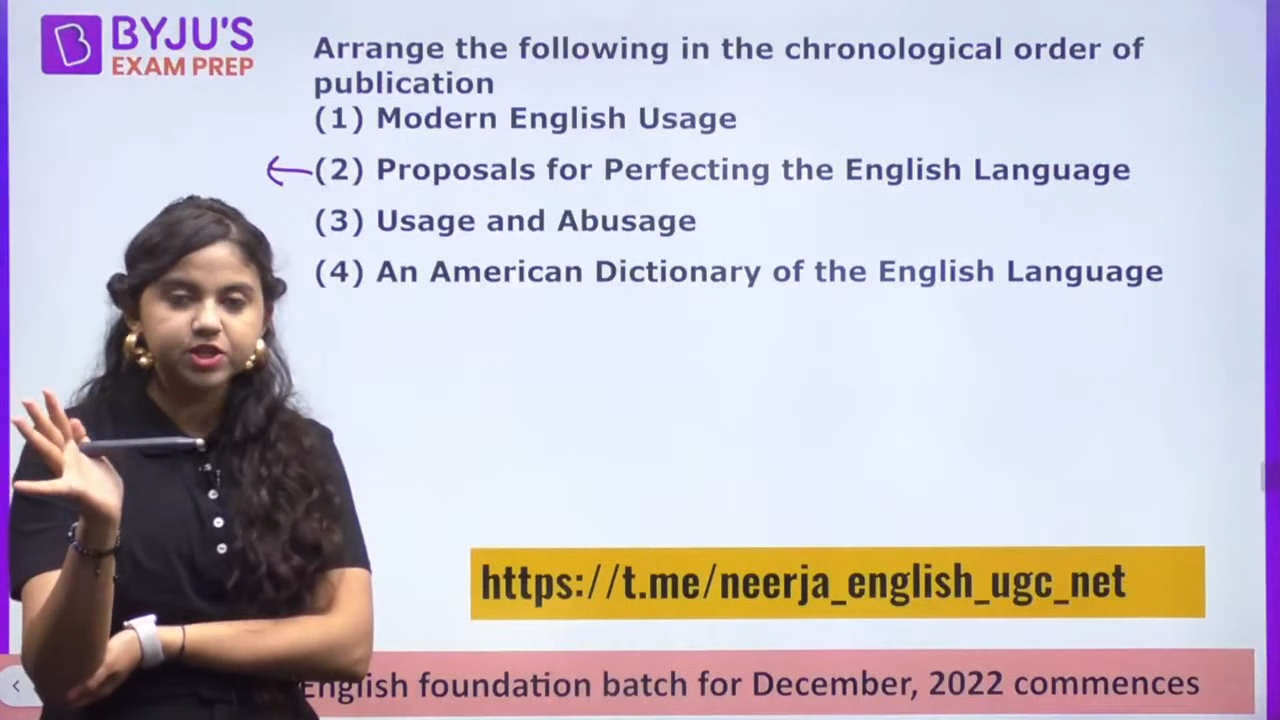 BYJU'S
EXAM PREP
Arrange the following in the chronological order of
publication
(1) Modern English Usage
(2) Proposals for Perfecting the English Language
(3) Usage and Abusage
(4) An American Dictionary of the English Language
https://t.me/neerja_english_ugc_net
English foundation batch for December, 2022 commences